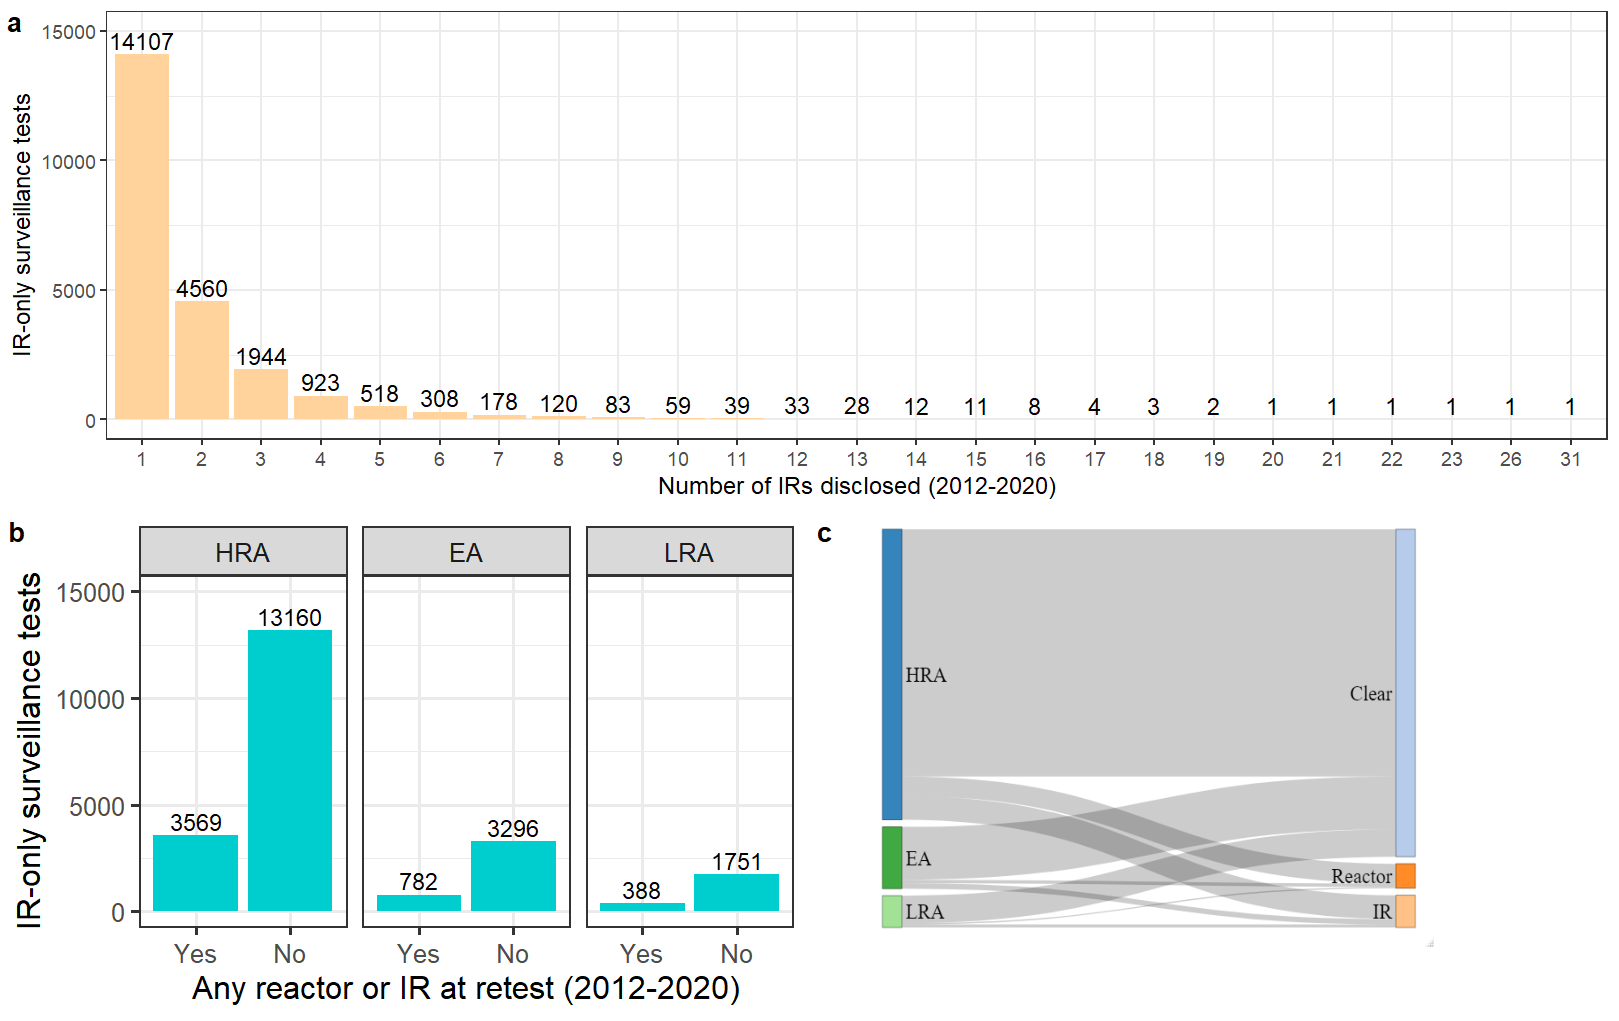 a
IR-only surveillance tests
15000
10000
5000
0
14107 4560 1944 923 518 308 178 120 83 59 39 33 28 12 11 8 4 3 2 1 1 1 1 1 1
1 2 3 4 5 6 7 8 9 10 11 12 13 14 15 16 17 18 19 20 21 22 23 26 31
Number of IRs disclosed (2012-2020)
b
IR-only surveillance tests
HRA EA LRA
15000
10000
5000
0
3569 13160 782 3296 388 1751
Yes No Yes No Yes No
Any reactor or IR at retest (2012-2020)
c
HRA
EA
LRA
Clear
Reactor
IR